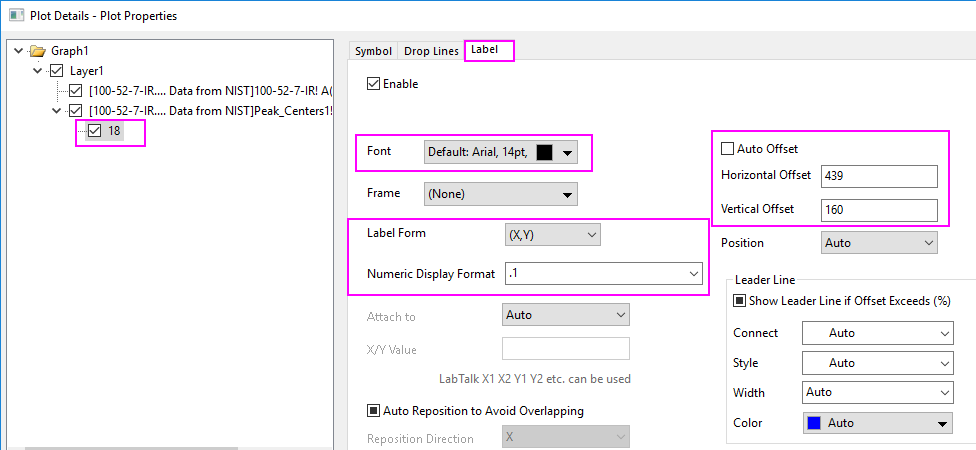 Plot Details - Plot Properties
Graph1
Layer1
[100-52-7-IR.... Data from NIST]100-52-7-IR! A(
[100-52-7-IR.... Data from NIST]Peak_Centers1!
18
Symbol Drop Lines Label
Enable
Font Default: Arial, 14pt,
Frame (None)
Label Form (X,Y)
Numeric Display Format .1
Attach to Auto
X/Y Value
LabTalk X1 X2 Y1 Y2 etc. can be used
Auto Reposition to Avoid Overlapping
Reposition Direction X
Auto Offset
Horizontal Offset 439
Vertical Offset 160
Position Auto
Leader Line
Show Leader Line if Offset Exceeds (%)
Connect Auto
Style Auto
Width Auto
Color Auto